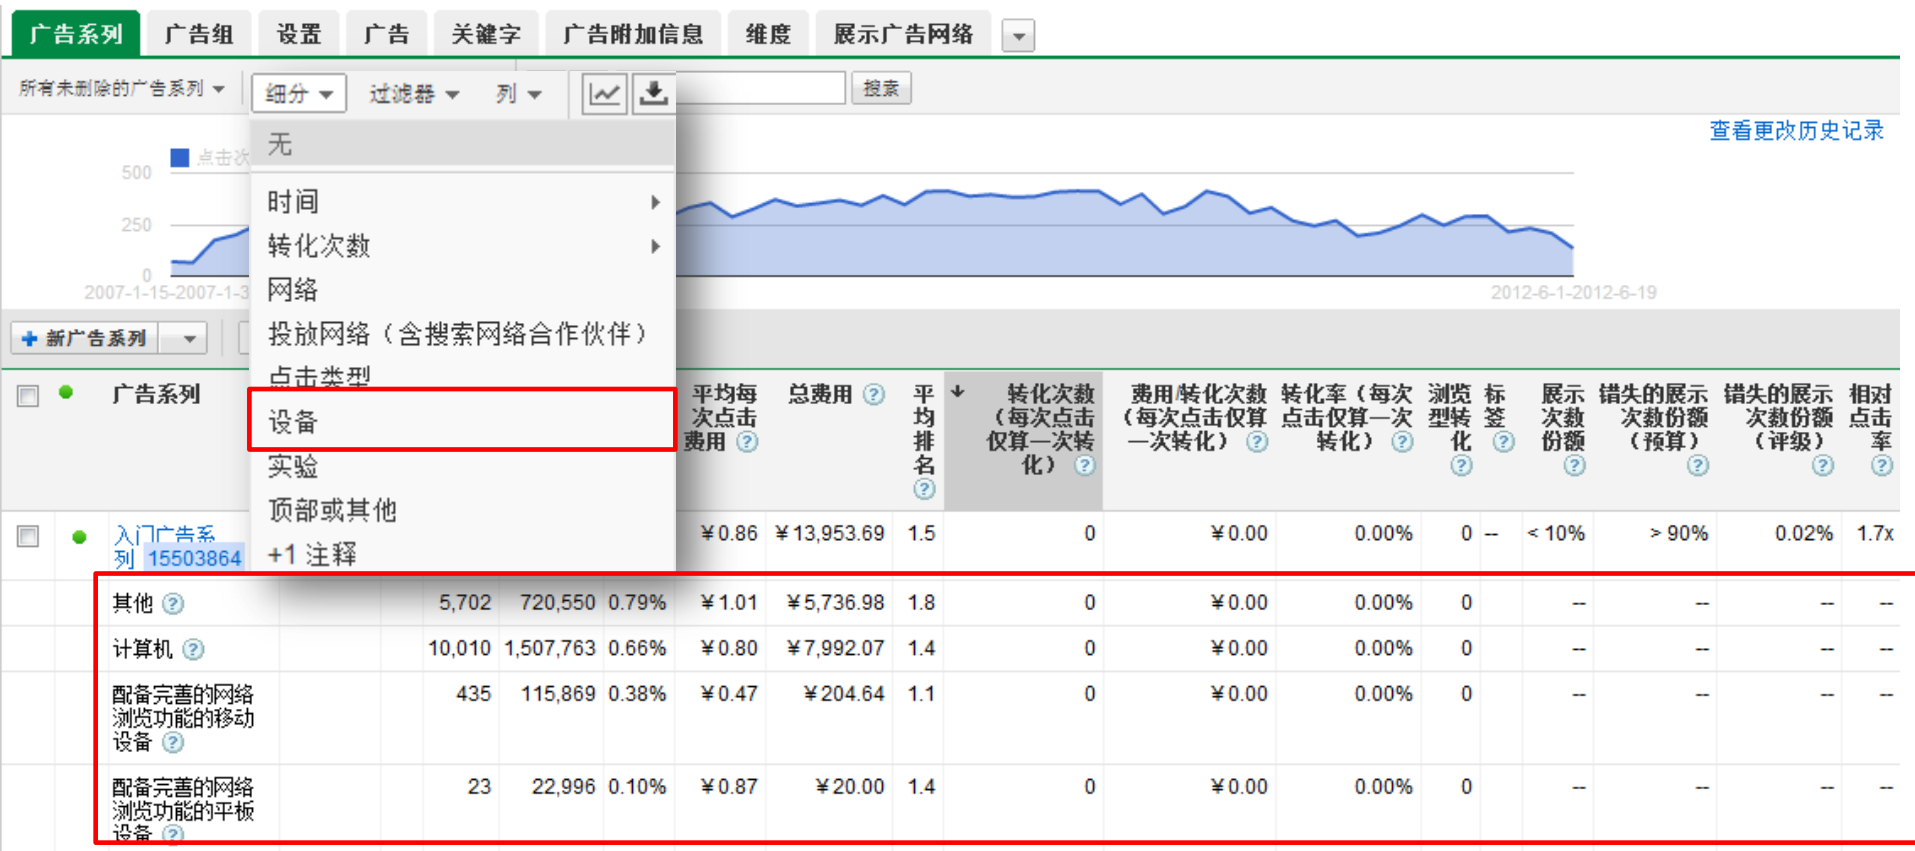 广告系列 广告组 设置 广告 关键字 广告附加信息 维度 展示广告网络
所有未删除的广告系列 细分 过滤器 列 搜索
查看更改历史记录
无
点击次
500
时间
250
转化次数
0
2007-1-15-2007-1-3
网络
2012-6-1-2012-6-19
新广告系列
投放网络（含搜索网络合作伙伴）
点击类型
设备
实验
顶部或其他
+1 注释
广告系列
平均每
次点击
费用 ?
总费用 ?
平
均
排
名
?
转化次数
（每次点击
仅算一次转
化） ?
费用/转化次数
（每次点击仅算
一次转化） ?
转化率（每次
点击仅算一次
转化） ?
浏览
型转
化
?
标
签
?
展示
次数
份额
?
错失的展示
次数份额
（预算）
?
错失的展示
次数份额
（评级）
?
相对
点击
率
?
入门广告系
列 15503864
¥0.86 ¥13,953.69 1.5 0 ¥0.00 0.00% 0 -- < 10% > 90% 0.02% 1.7x
其他 ? 5,702 720,550 0.79% ¥1.01 ¥5,736.98 1.8 0 ¥0.00 0.00% 0 -- -- -- --
计算机 ? 10,010 1,507,763 0.66% ¥0.80 ¥7,992.07 1.4 0 ¥0.00 0.00% 0 -- -- -- --
配备完善的网络 435 115,869 0.38% ¥0.47 ¥204.64 1.1 0 ¥0.00 0.00% 0 -- -- -- --
浏览功能的移动
设备 ?
配备完善的网络 23 22,996 0.10% ¥0.87 ¥20.00 1.4 0 ¥0.00 0.00% 0 -- -- -- --
浏览功能的平板
设备 ?